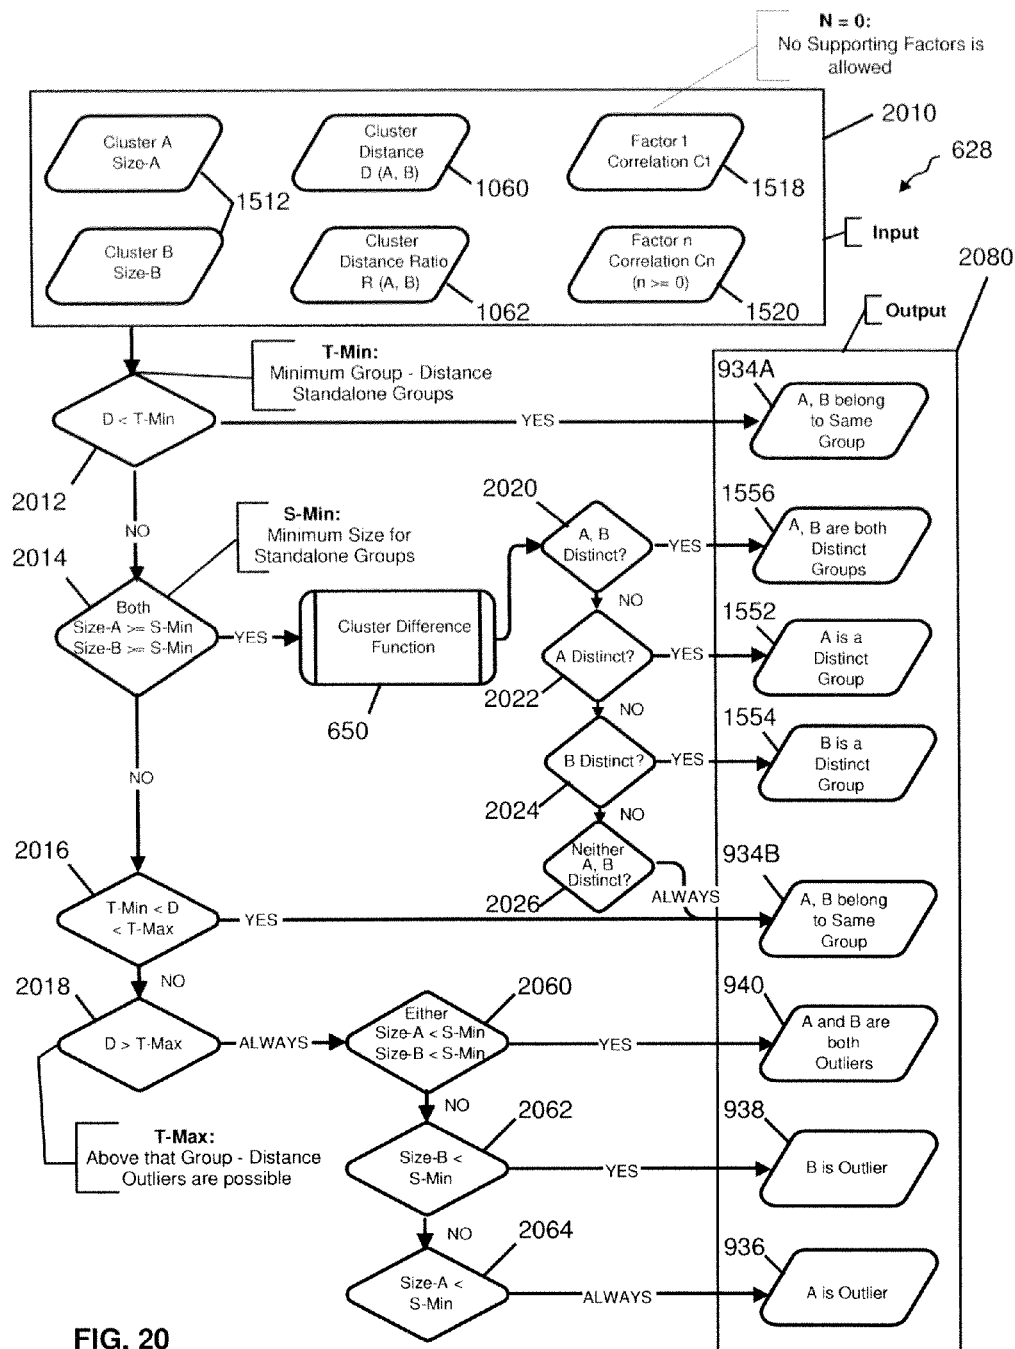 N = 0:
No Supporting Factors is
allowed
2010
628
Cluster A
Size-A
Cluster
Distance
D (A, B)
Factor 1
Correlation C1
1512
1060
1518
Cluster B
Size-B
Cluster
Distance Ratio
R (A, B)
Factor n
Correlation Cn
(n >= 0)
Input
1062
1520
2080
Output
T-Min:
Minimum Group - Distance
Standalone Groups
934A
D < T-Min
YES
A, B belong
to Same
Group
2012
NO
S-Min:
Minimum Size for
Standalone Groups
2020
1556
A, B
Distinct?
YES
A, B are both
Distinct
Groups
2014
NO
Both
Size-A >= S-Min
Size-B >= S-Min
YES
Cluster Difference
Function
650
1552
A Distinct?
YES
A is a
Distinct
Group
2022
NO
1554
B Distinct?
YES
B is a
Distinct
Group
NO
2024
NO
Neither
A, B
Distinct?
2026
ALWAYS
934B
2016
T-Min < D
< T-Max
YES
A, B belong
to Same
Group
NO
2018
D > T-Max
ALWAYS
2060
Either
Size-A < S-Min
Size-B < S-Min
YES
940
A and B are
both
Outliers
NO
T-Max:
Above that Group - Distance
Outliers are possible
2062
Size-B <
S-Min
YES
938
B is Outlier
NO
2064
Size-A <
S-Min
ALWAYS
936
A is Outlier
FIG. 20